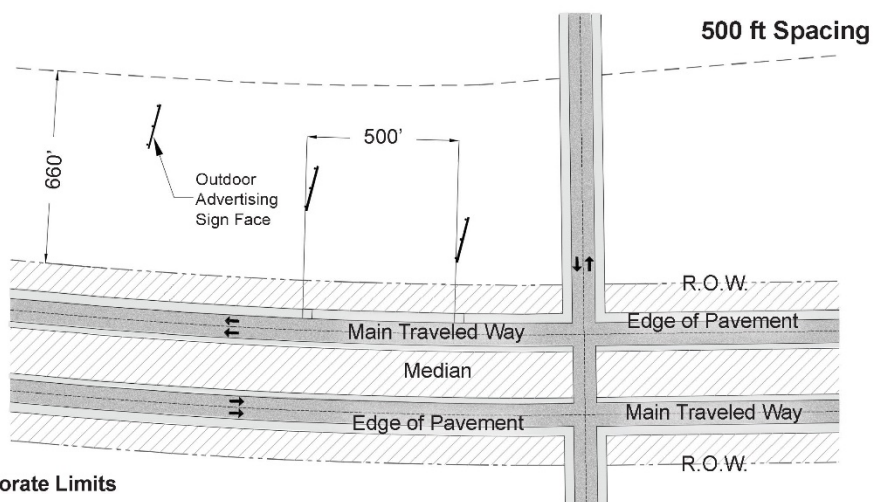 500 ft Spacing
500’
660’
Outdoor
Advertising
Sign Face
R.O.W.
Edge of Pavement
Main Traveled Way
Median
Main Traveled Way
Edge of Pavement
R.O.W.
orate Limits